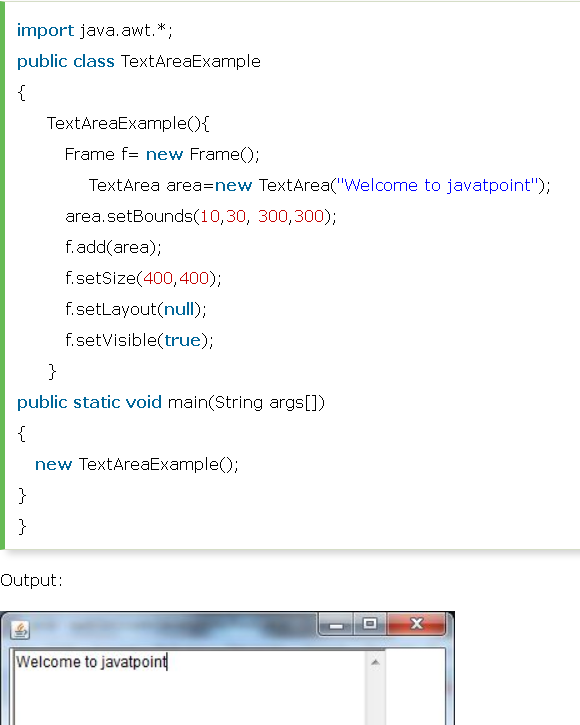 import java.awt.*;
public class TextAreaExample
{
TextAreaExample(){
Frame f= new Frame();
TextArea area=new TextArea("Welcome to javatpoint");
area.setBounds(10,30, 300,300);
f.add(area);
f.setSize(400,400);
f.setLayout(null);
f.setVisible(true);
}
public static void main(String args[])
{
new TextAreaExample();
}
}
Output:
Welcome to javatpoint